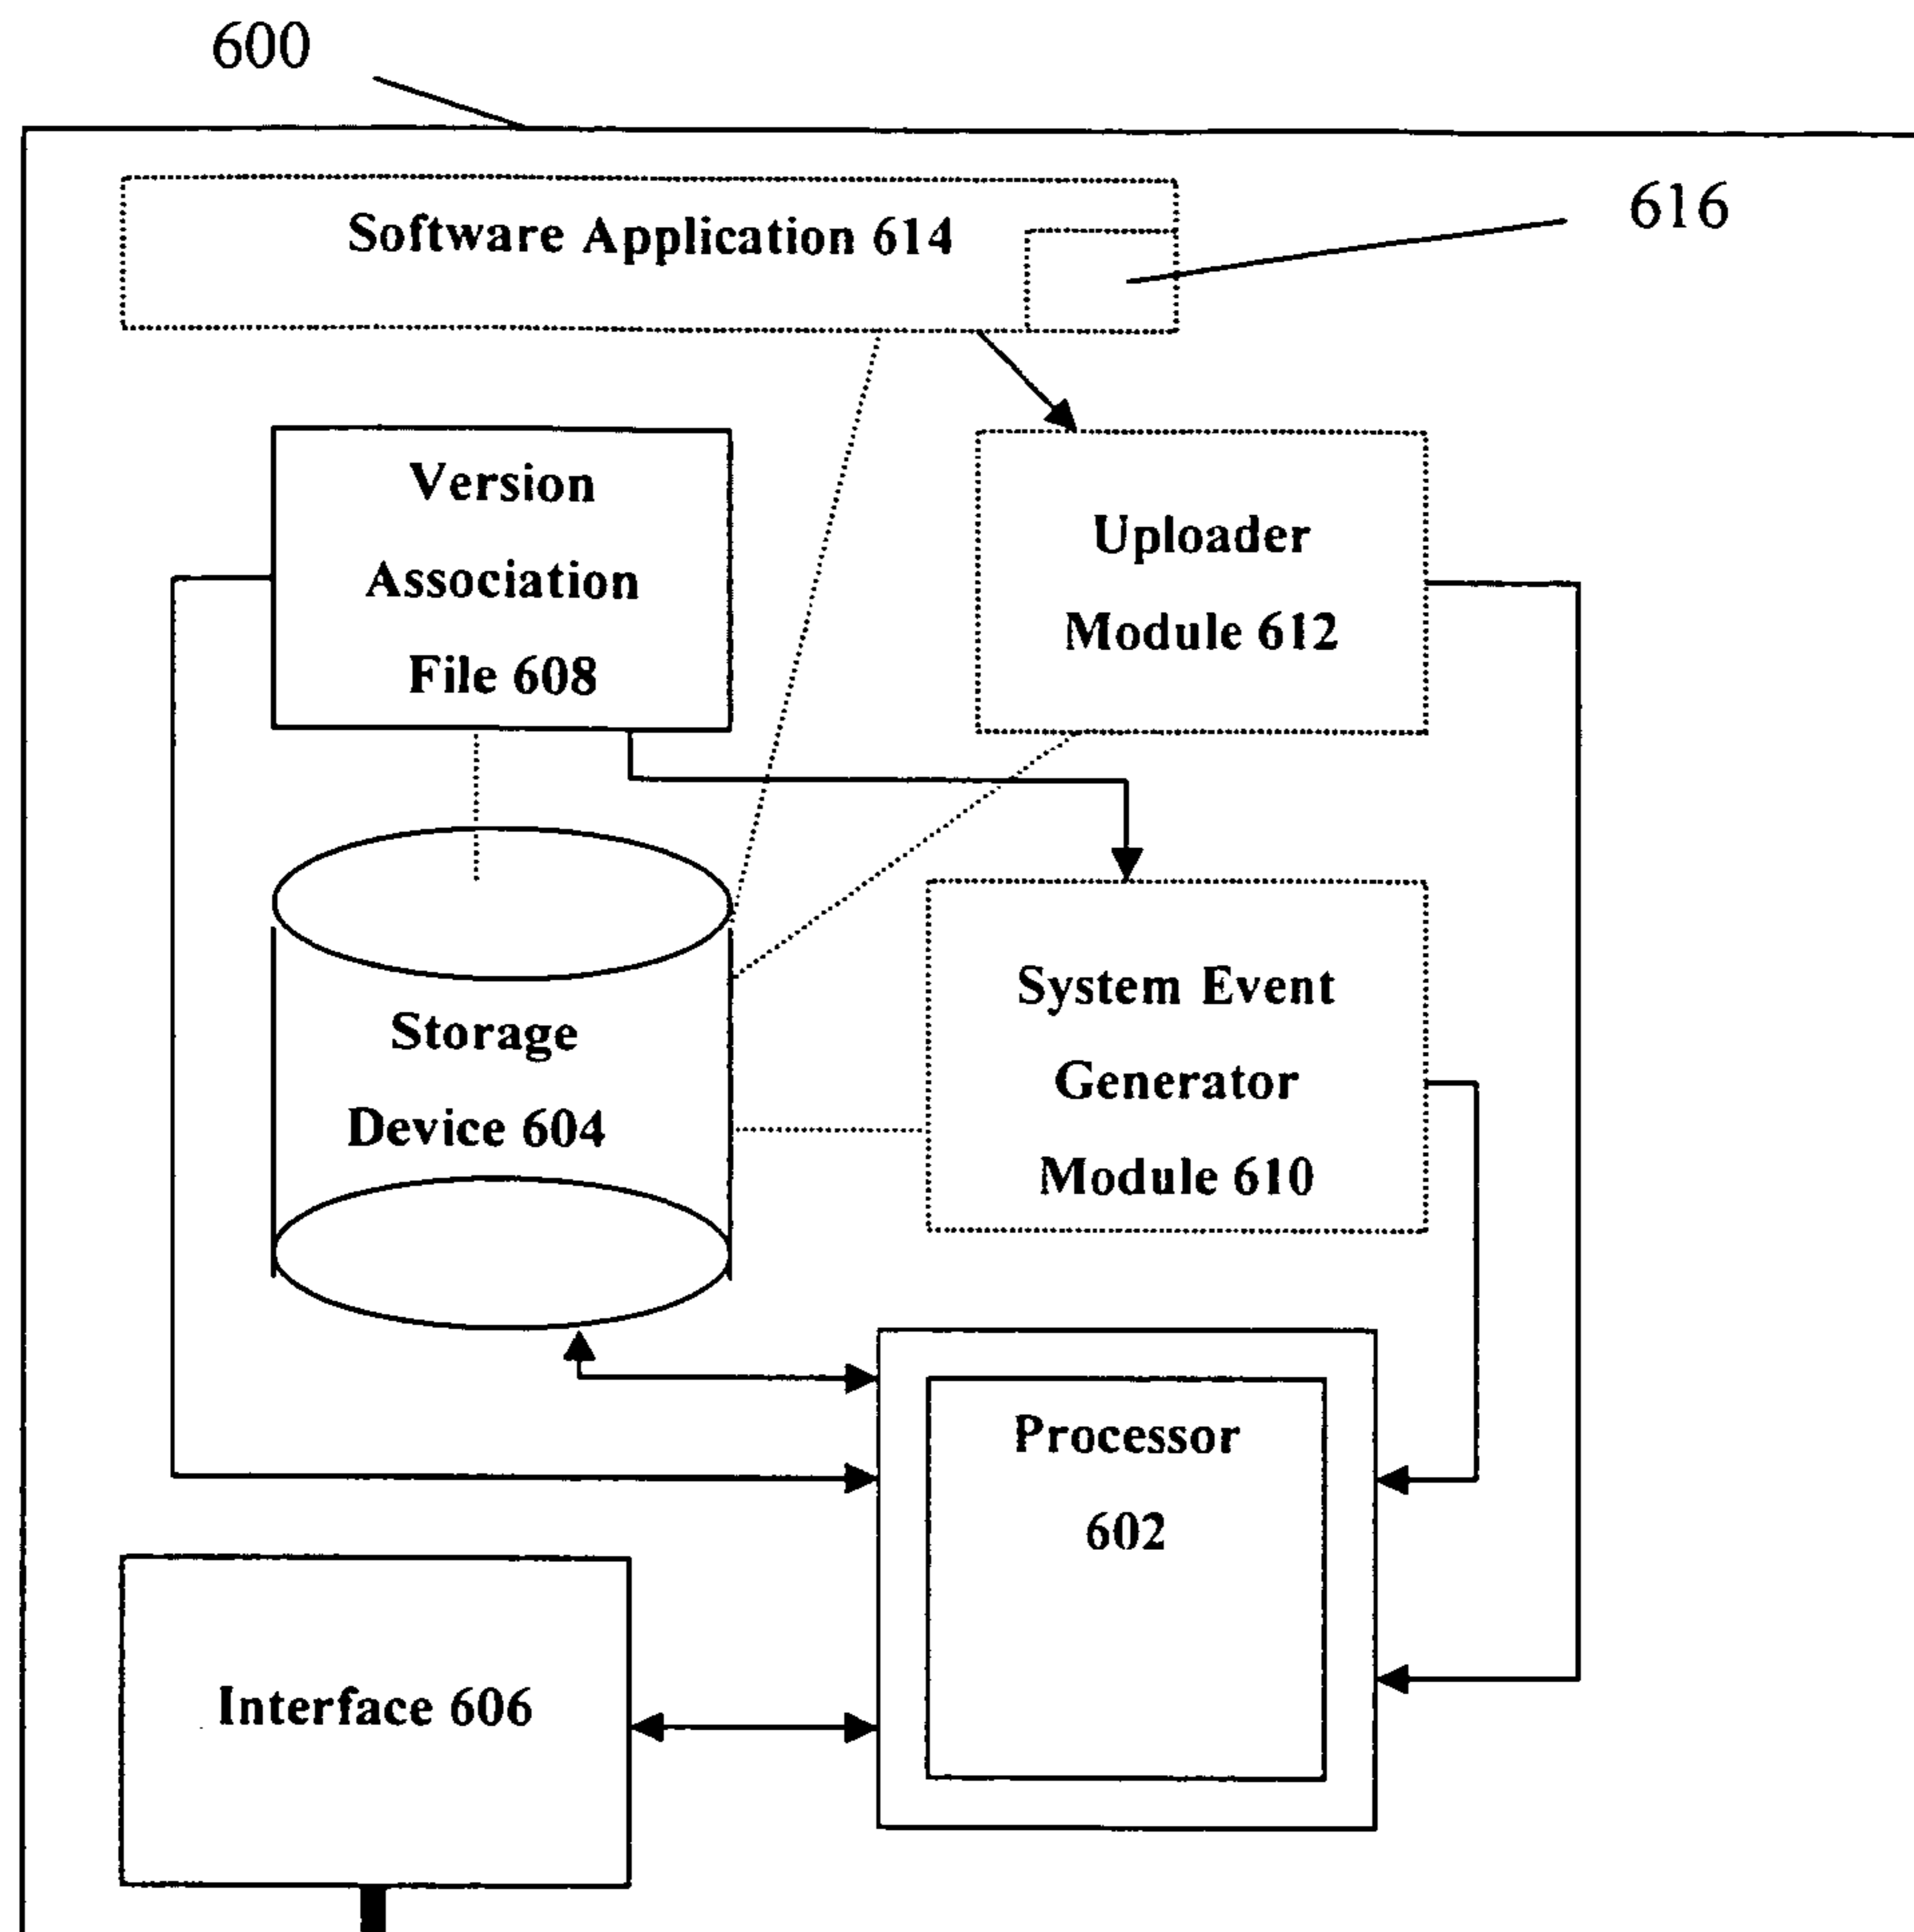 600
Software Application 614
616
Version
Association
File 608
Uploader
Module 612
Storage
Device 604
System Event
Generator
Module 610
Processor
602
Interface 606